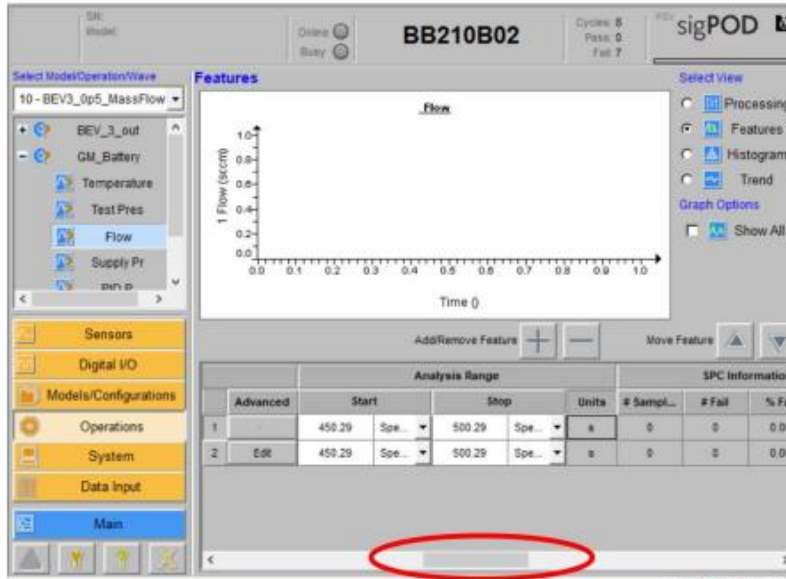 SN:
Model:
Online
Busy
BB210B02
Cycles: 8
Pass: 0
Fail: 7
sigPOD
Select Model/Operation/Wave
10 - BEV3_0p5_MassFlow
BEV_3_out
GM_Battery
Temperature
Test Pres
Flow
Supply Pr
Features
Flow
1 Flow (sccm)
1.0
0.8
0.6
0.4
0.2
0.0
0.0 0.1 0.2 0.3 0.4 0.5 0.6 0.7 0.8 0.9 1.0
Time ()
Select View
Processing
Features
Histogram
Trend
Graph Options
Show All
Add/Remove Feature
Move Feature
Sensors
Digital I/O
Models/Configurations
Operations
System
Data Input
Main
Analysis Range SPC Informatio
Advanced Start Stop Units # Sampl... # Fail % Fa
1 - 450.29 Spe... 500.29 Spe... s 0 0 0.0
2 Edit 450.29 Spe... 500.29 Spe... s 0 0 0.0